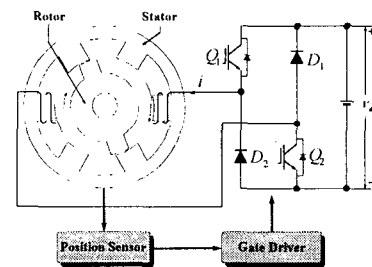 Rotor Stator
Q1
D1
i
D2
Q2
Position Sensor Gate Driver